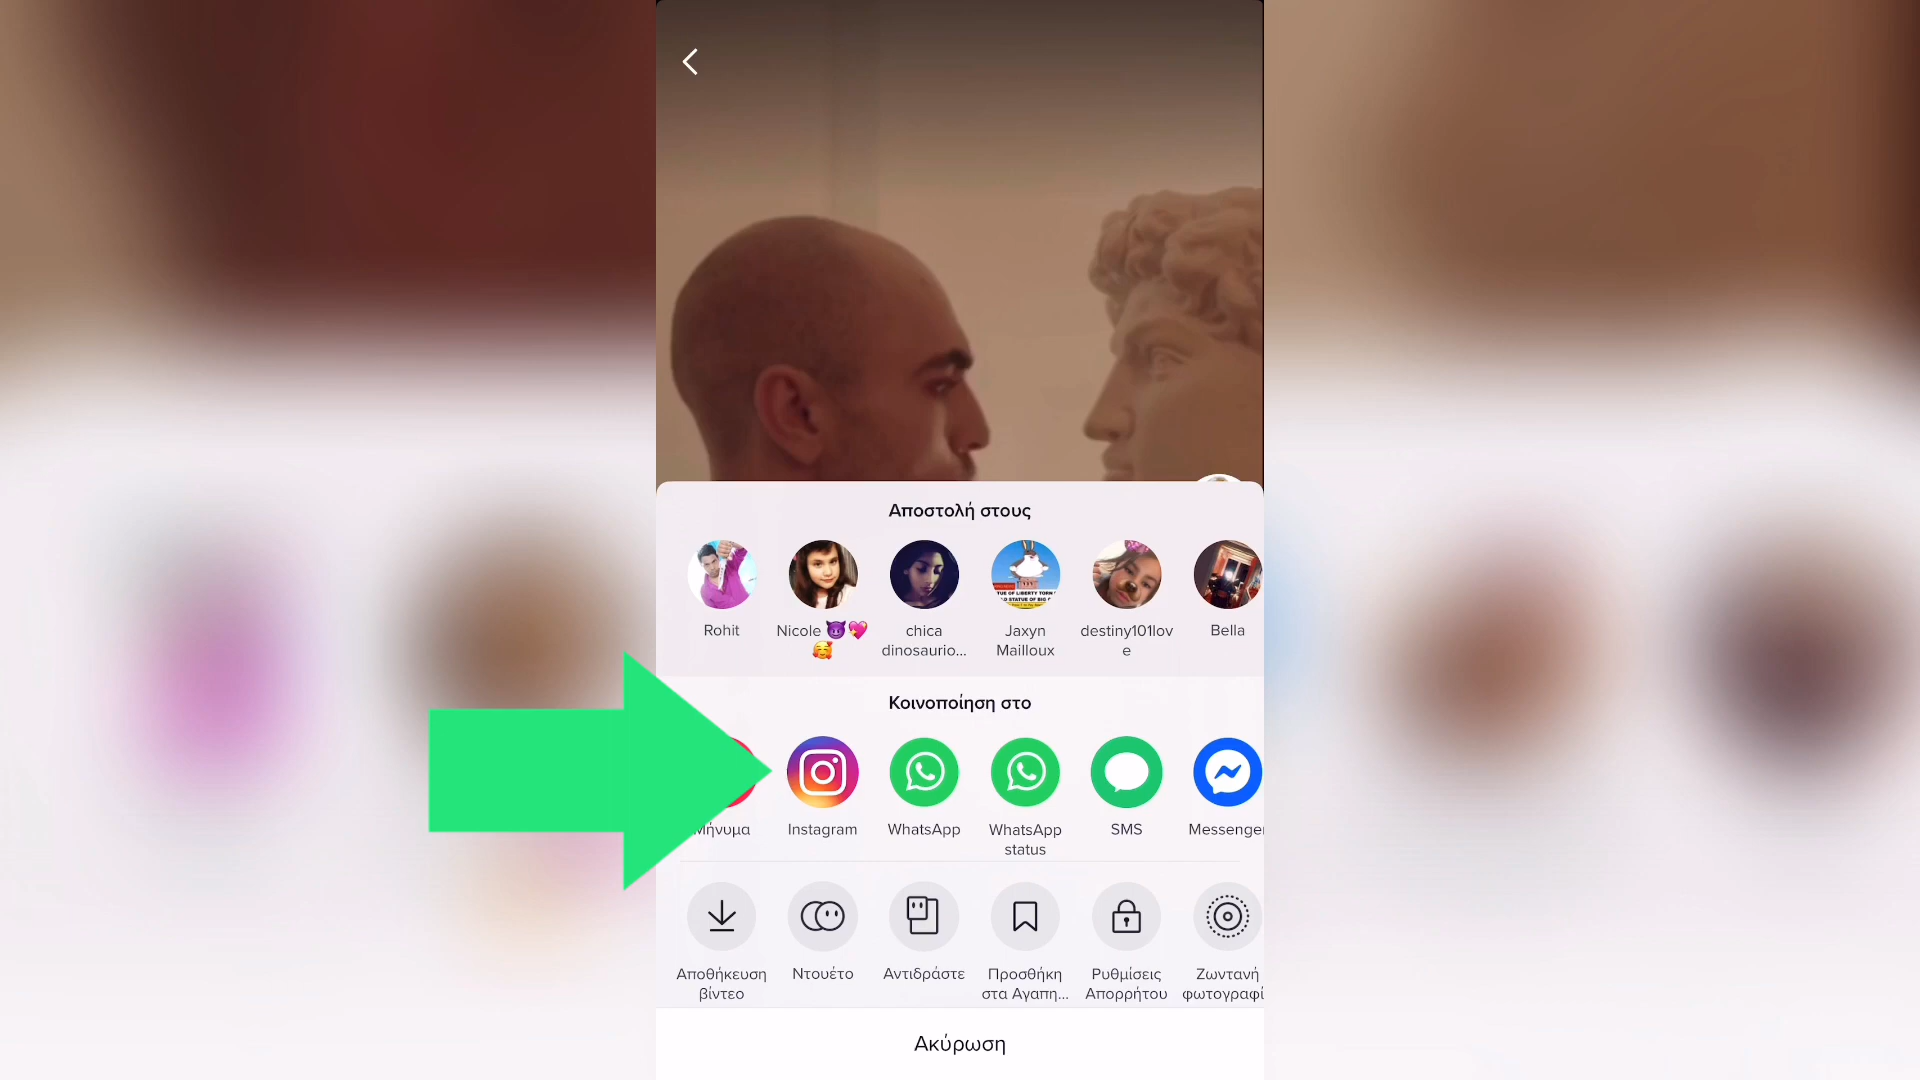 Αποστολή στους
Rohit
Nicole 😈💖
🥰
chica
dinosaurio...
Jaxyn
Mailloux
destiny101lov
e
Bella
Κοινοποίηση στο
Μήνυμα
Instagram
WhatsApp
WhatsApp
status
SMS
Messenger
Αποθήκευση
βίντεο
Ντουέτο
Αντιδράστε
Προσθήκη
στα Αγαπη...
Ρυθμίσεις
Απορρήτου
Ζωντανή
φωτογραφί
Ακύρωση